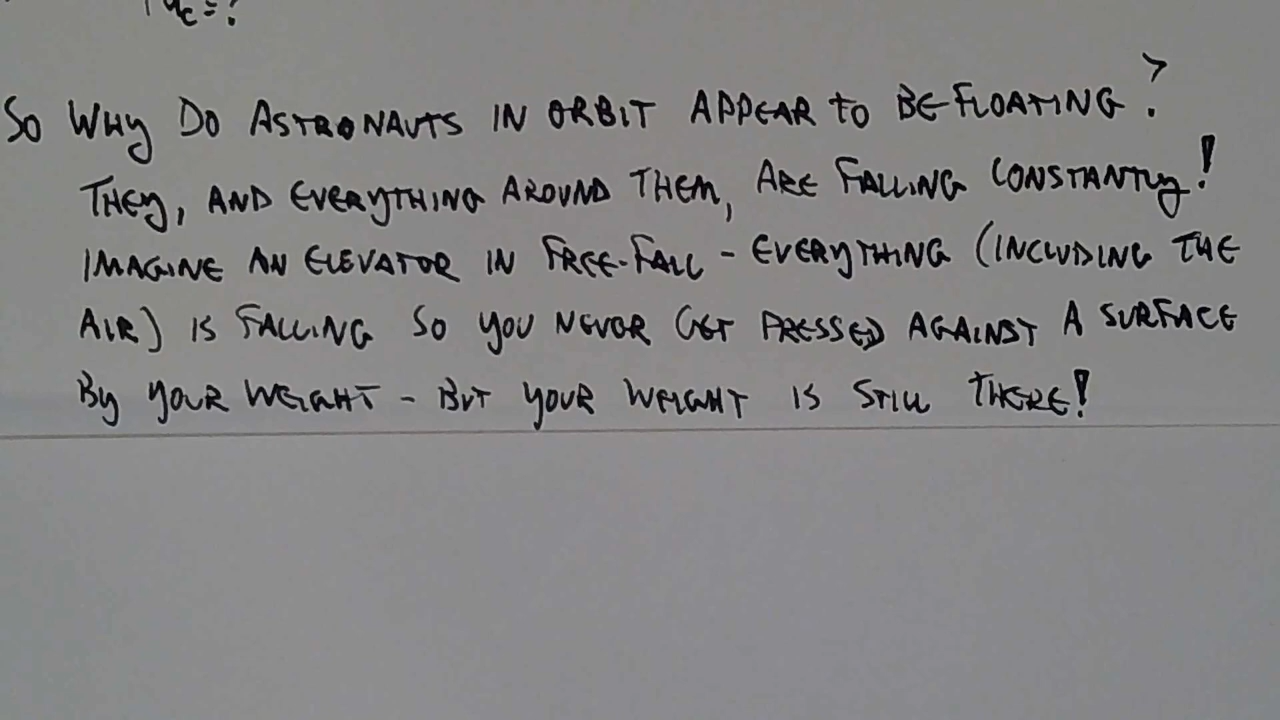 ac = ?
So WHY DO ASTRONAUTS IN ORBIT APPEAR to BE FLOATING?
THEY, AND EVERYTHING AROUND THEM, ARE FALLING CONSTANTLY!
IMAGINE AN ELEVATOR IN FREE-FALL - EVERYTHING (INCLUDING THE
AIR) IS FALLING SO YOU NEVER GET PRESSED AGAINST A SURFACE
By YOUR WEIGHT - BUT YOUR WEIGHT IS STILL THERE!